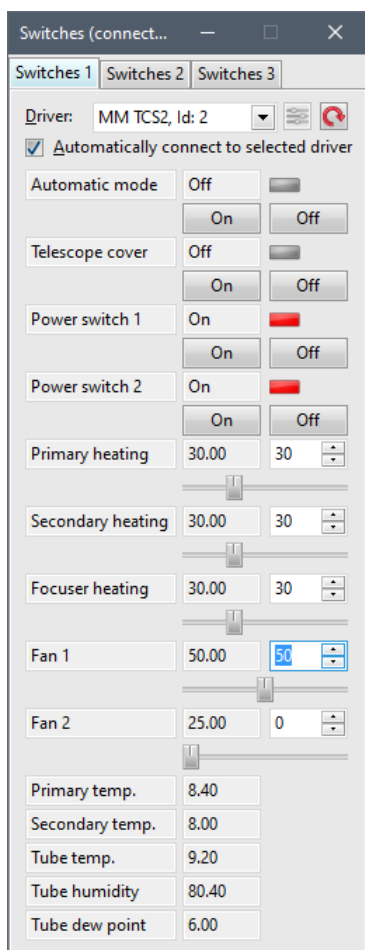 Switches (connect...
Switches 1 Switches 2 Switches 3
Driver: MM TCS2, Id: 2
Automatically connect to selected driver
Automatic mode Off
On Off
Telescope cover Off
On Off
Power switch 1 On
On Off
Power switch 2 On
On Off
Primary heating 30.00 30
Secondary heating 30.00 30
Focuser heating 30.00 30
Fan 1 50.00 50
Fan 2 25.00 0
Primary temp. 8.40
Secondary temp. 8.00
Tube temp. 9.20
Tube humidity 80.40
Tube dew point 6.00